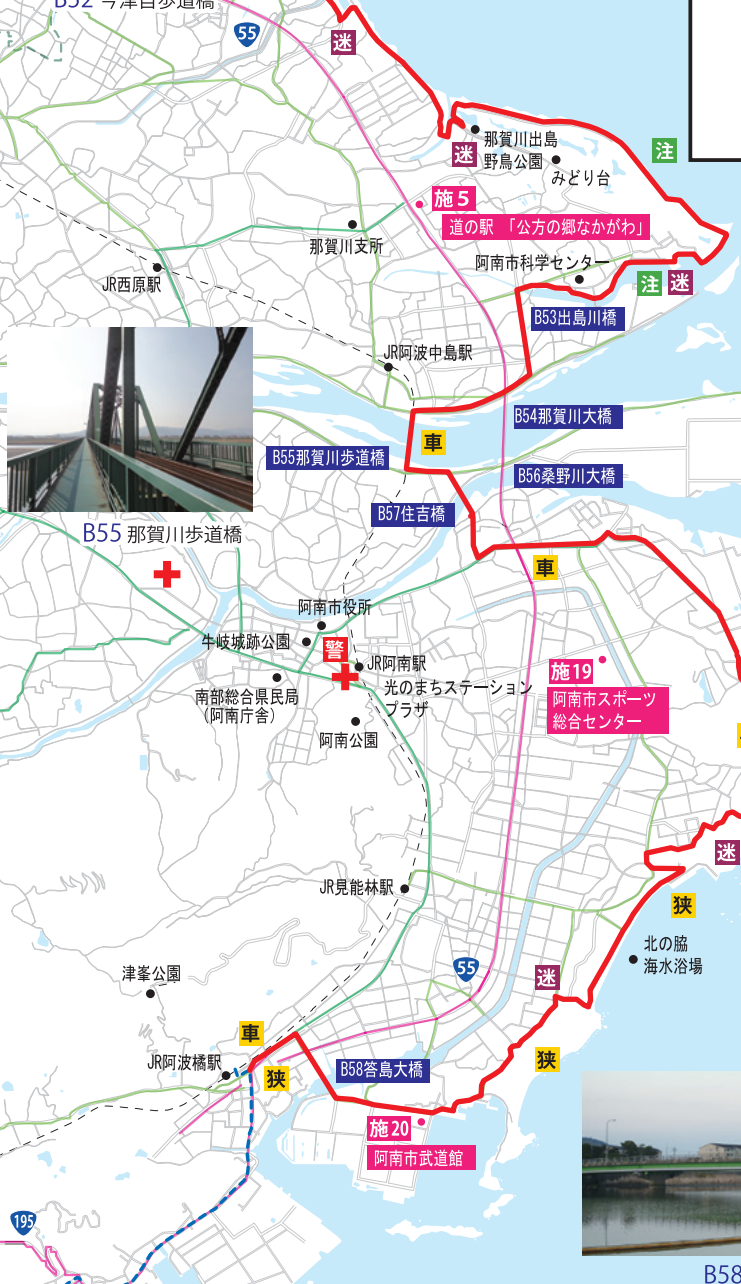 B52 今津自歩道橋
55
迷
那賀川出島
野鳥公園
迷
注
みどり台
施5
道の駅 「公方の郷なかがわ」
那賀川支所
阿南市科学センター
JR西原駅
注
迷
B53出島川橋
JR阿波中島駅
B54那賀川大橋
車
B55那賀川歩道橋
B56桑野川大橋
B57住吉橋
B55 那賀川歩道橋
車
阿南市役所
牛岐城跡公園
警
JR阿南駅
施19
光のまちステーション
プラザ
南部総合県民局
(阿南庁舎)
阿南市スポーツ
総合センター
阿南公園
迷
JR見能林駅
狭
北の脇
海水浴場
55
津峯公園
迷
車
JR阿波橘駅
狭
B58答島大橋
狭
施20
阿南市武道館
195
B58